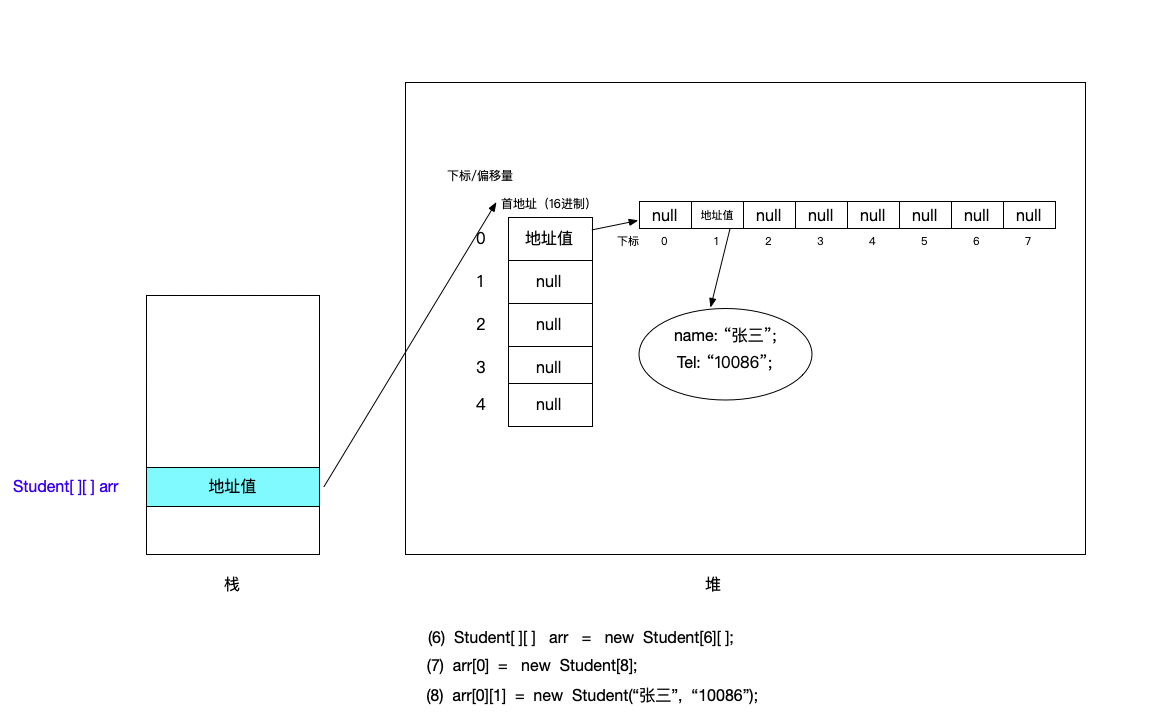 下标/偏移量
首地址（16进制）
0 地址值
1 null
2 null
3 null
4 null
null 地址值 null null null null null null
下标 0 1 2 3 4 5 6 7
name: “张三”;
Tel: “10086”;
Student[ ][ ] arr 地址值
栈
堆
(6) Student[ ][ ] arr = new Student[6][ ];
(7) arr[0] = new Student[8];
(8) arr[0][1] = new Student(“张三”, “10086”);